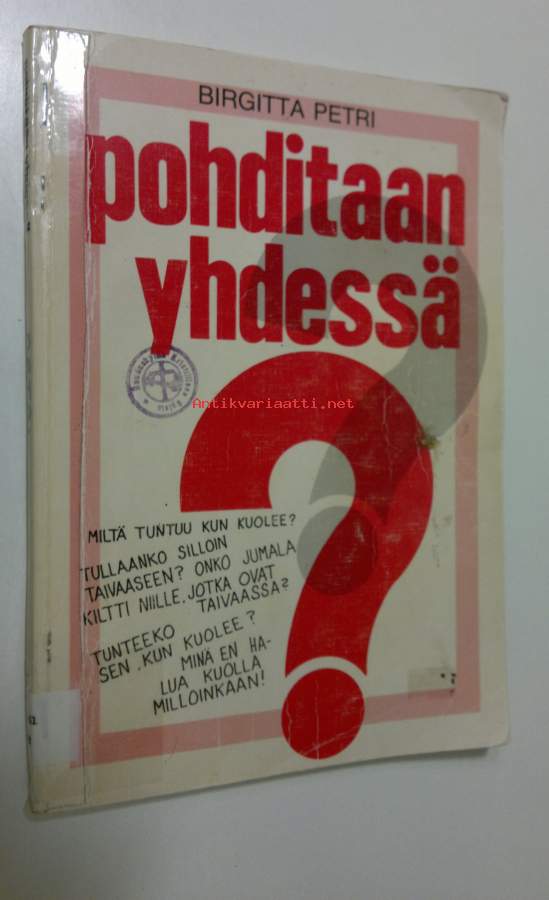 BIRGITTA PETRI
pohditaan
yhdessä
?
Antikvariaatti.net
MILTÄ TUNTUU KUN KUOLEE?
TULLAANKO SILLOIN
TAIVAASEEN? ONKO JUMALA
KILTTI NIILLE, JOTKA OVAT
TAIVAASSA?
TUNTEEKO
SEN, KUN KUOLEE?
MINÄ EN HA-
LUA KUOLLA
MILLOINKAAN!
62.